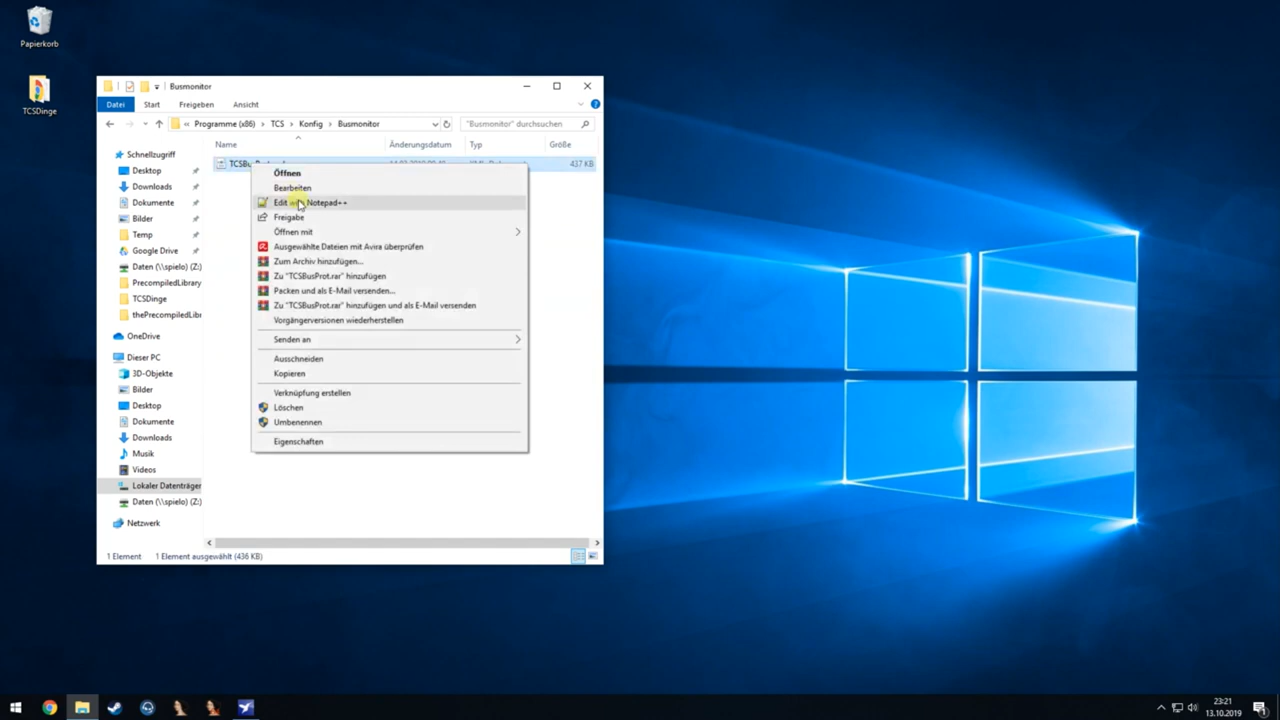 Papierkorb
TCSDinge
Busmonitor
Datei Start Freigeben Ansicht
« Programme (x86) > TCS > Konfig > Busmonitor
"Busmonitor" durchsuchen
Name Änderungsdatum Typ Größe
437 KB
Schnellzugriff
Desktop
Downloads
Dokumente
Bilder
Temp
Google Drive
Daten (\\spielo) (Z:)
PrecompiledLibrary
TCSDinge
thePrecompiledLibr
OneDrive
Dieser PC
3D-Objekte
Bilder
Desktop
Dokumente
Downloads
Musik
Videos
Lokaler Datenträger
Daten (\\spielo) (Z:)
Netzwerk
Öffnen
Bearbeiten
Edit with Notepad++
Freigabe
Öffnen mit
Ausgewählte Dateien mit Avira überprüfen
Zum Archiv hinzufügen...
Zu "TCSBusProt.rar" hinzufügen
Packen und als E-Mail versenden...
Zu "TCSBusProt.rar" hinzufügen und als E-Mail versenden
Vorgängerversionen wiederherstellen
Senden an
Ausschneiden
Kopieren
Verknüpfung erstellen
Löschen
Umbenennen
Eigenschaften
1 Element 1 Element ausgewählt (436 KB)
23:21
13.10.2019